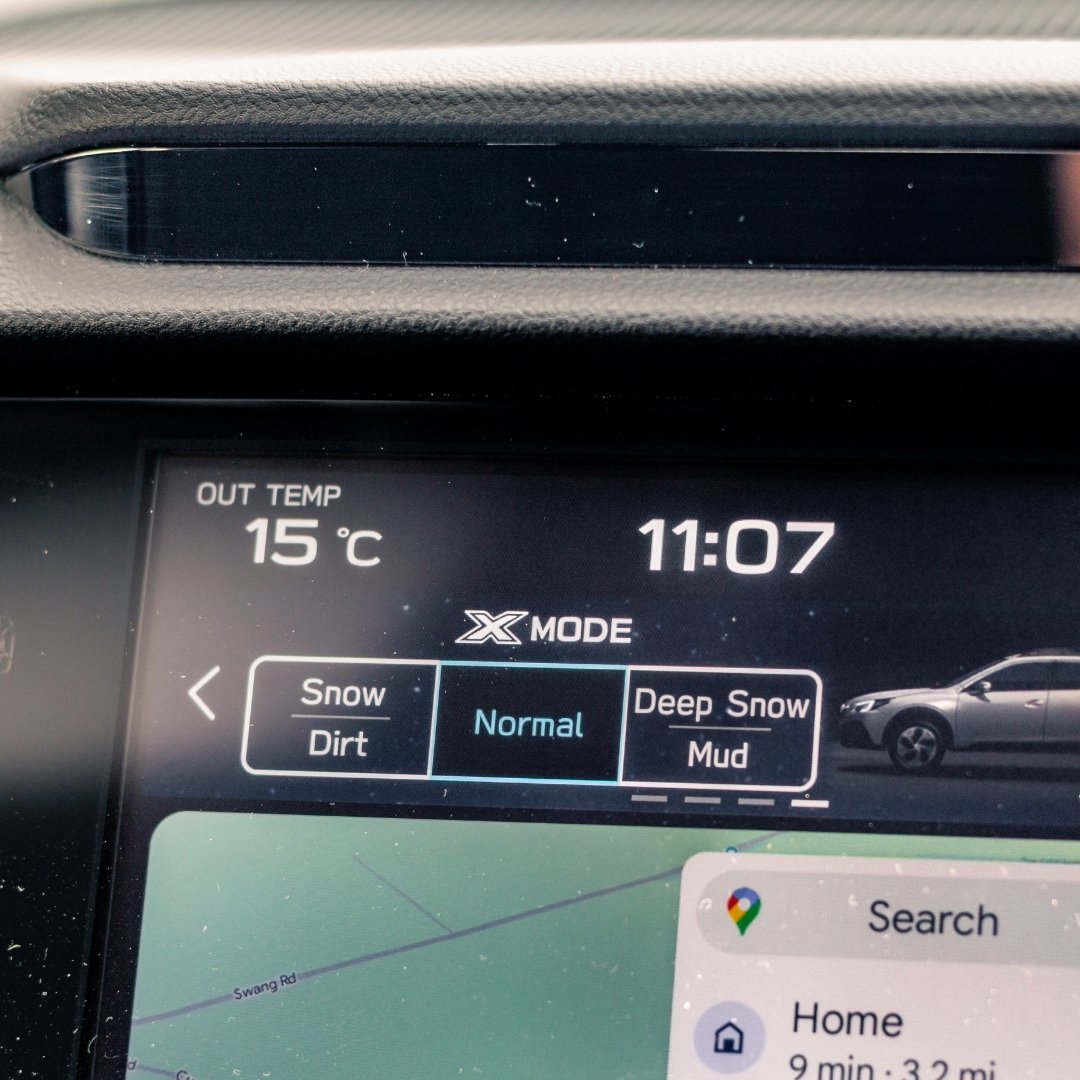 OUT TEMP
15 °C
11:07
X MODE
Snow
Dirt
Normal
Deep Snow
Mud
Swang Rd
Search
Home
9 min · 3.2 mi